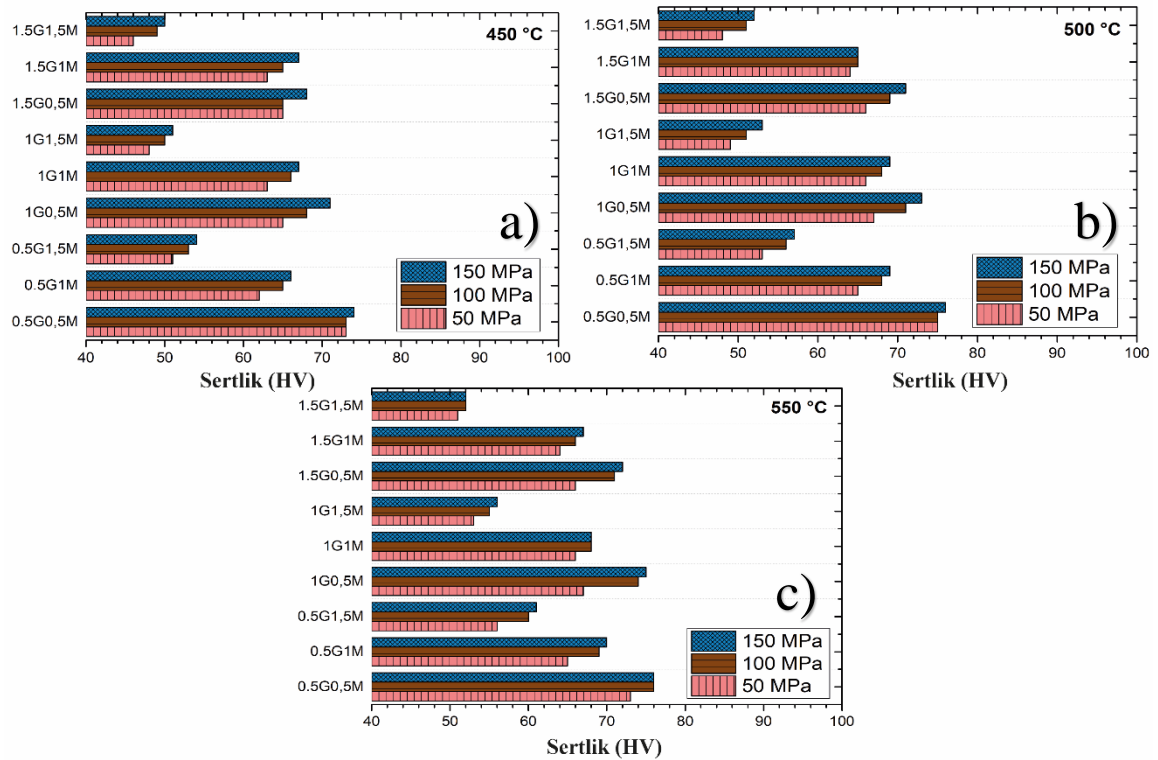 450 °C
1.5G1,5M
1.5G1M
1.5G0,5M
1G1,5M
1G1M
1G0,5M
0.5G1,5M
0.5G1M
0.5G0,5M
a)
150 MPa
100 MPa
50 MPa
40 50 60 70 80 90 100
Sertlik (HV)
500 °C
1.5G1,5M
1.5G1M
1.5G0,5M
1G1,5M
1G1M
1G0,5M
0.5G1,5M
0.5G1M
0.5G0,5M
b)
150 MPa
100 MPa
50 MPa
40 50 60 70 80 90 100
Sertlik (HV)
550 °C
1.5G1,5M
1.5G1M
1.5G0,5M
1G1,5M
1G1M
1G0,5M
0.5G1,5M
0.5G1M
0.5G0,5M
c)
150 MPa
100 MPa
50 MPa
40 50 60 70 80 90 100
Sertlik (HV)